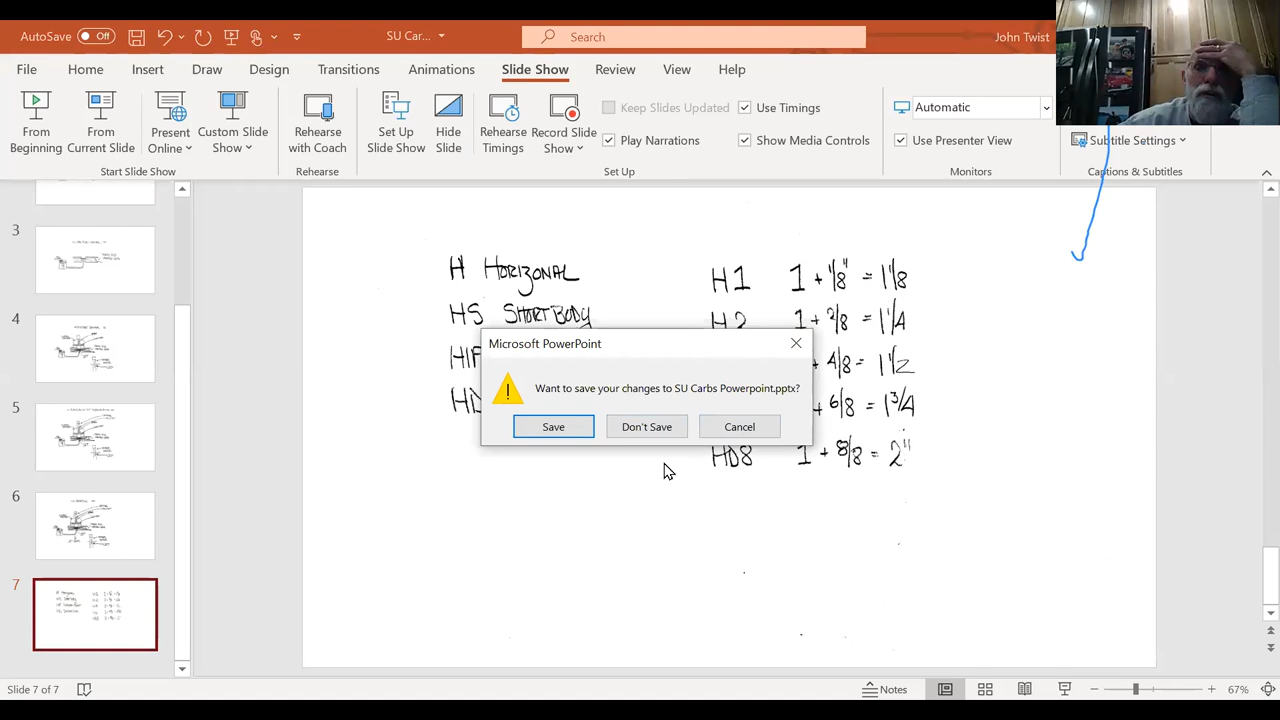 AutoSave Off SU Car... Search John Twist
File Home Insert Draw Design Transitions Animations Slide Show Review View Help
From Beginning
From Current Slide
Present Online
Custom Slide Show
Start Slide Show
Rehearse with Coach
Rehearse
Set Up Slide Show
Hide Slide
Rehearse Timings
Record Slide Show
Keep Slides Updated
Play Narrations
Use Timings
Show Media Controls
Set Up
Automatic
Use Presenter View
Monitors
Subtitle Settings
Captions & Subtitles
3
4
5
6
7
H HORIZONAL
HS SHORTBODY
HIF
H1 1 + 1/8" = 1 1/8
H2 1 + 2/8 = 1 1/4
+ 4/8 = 1 1/2
+ 6/8 = 1 3/4
HD8 1 + 8/8 = 2"
Microsoft PowerPoint
Want to save your changes to SU Carbs Powerpoint.pptx?
Save Don't Save Cancel
Slide 7 of 7 Notes 67%